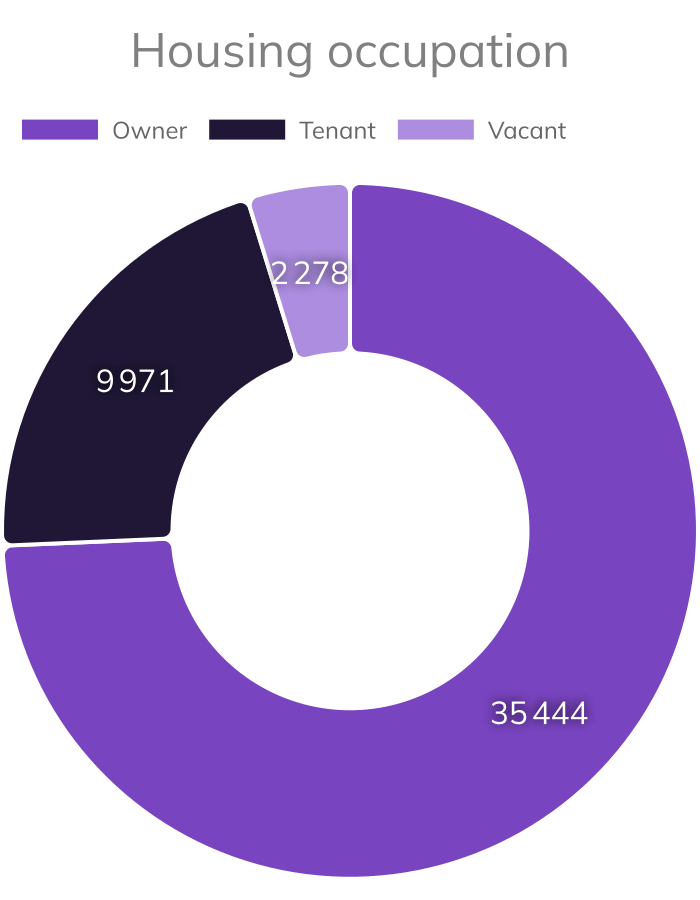 Housing occupation
Owner Tenant Vacant
2 278
9 971
35 444